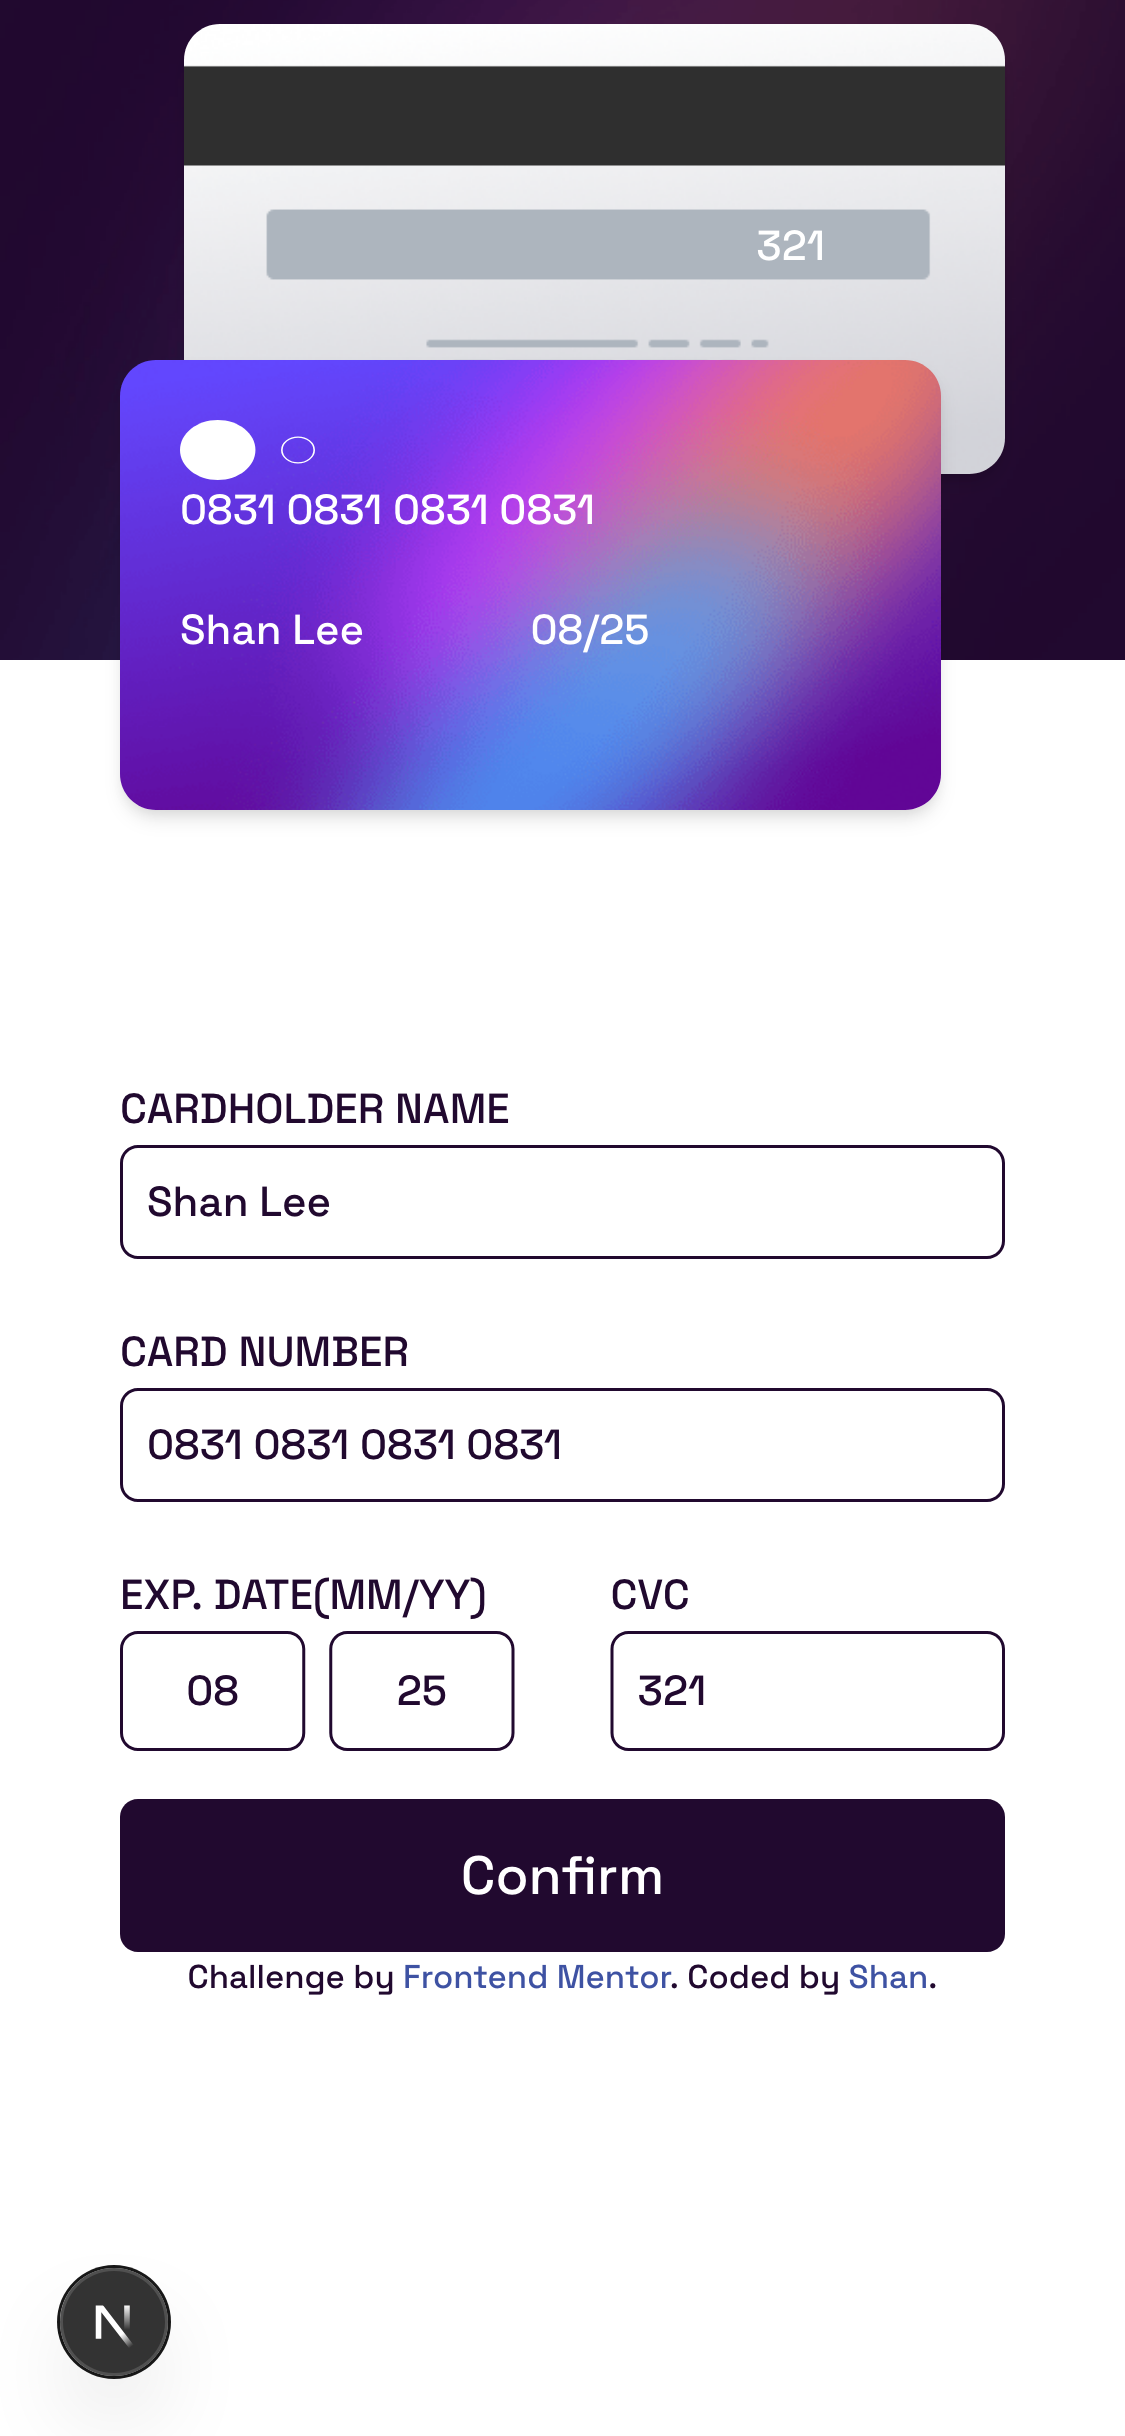 321
0831 0831 0831 0831
Shan Lee 08/25
CARDHOLDER NAME
Shan Lee
CARD NUMBER
0831 0831 0831 0831
EXP. DATE(MM/YY) CVC
08 25 321
Confirm
Challenge by Frontend Mentor. Coded by Shan.
N